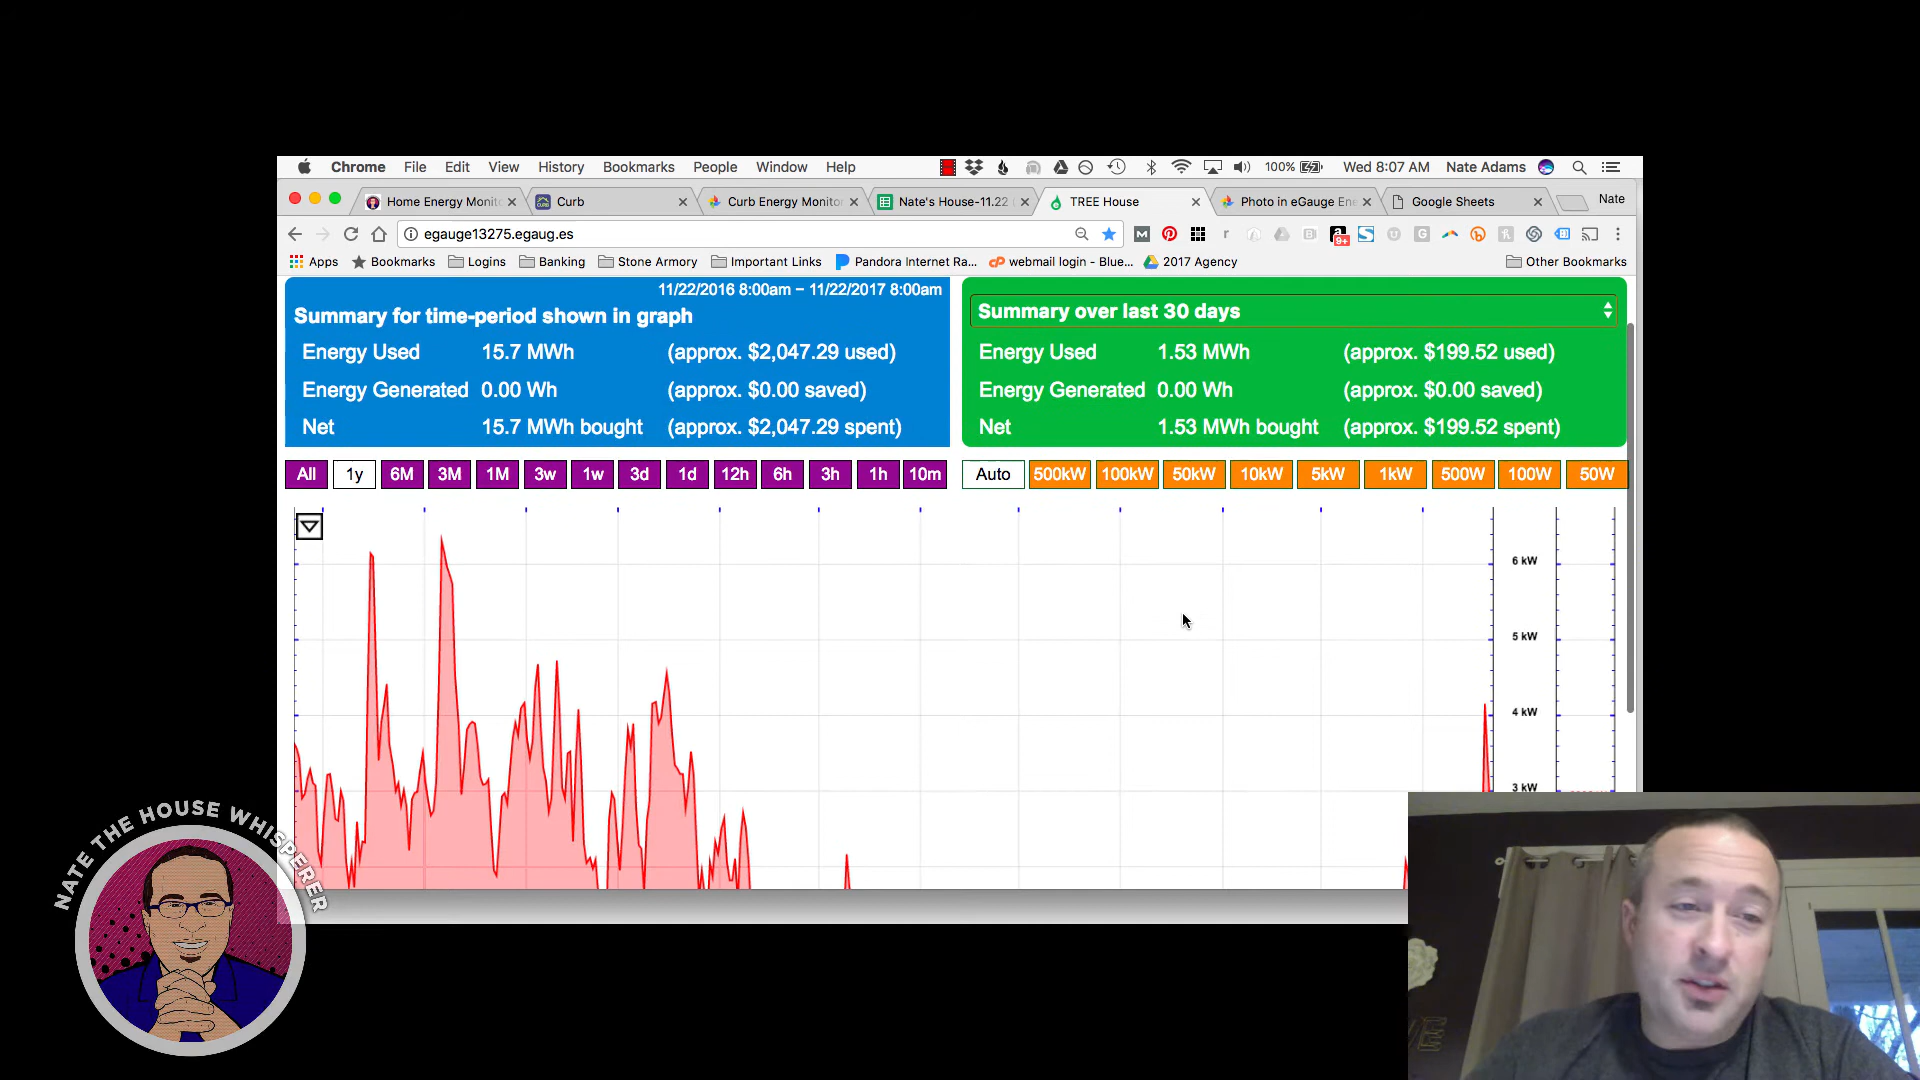 Chrome File Edit View History Bookmarks People Window Help 100% Wed 8:07 AM Nate Adams
Home Energy Monit Curb Curb Energy Monito Nate's House-11.22 TREE House Photo in eGauge Ene Google Sheets Nate
egauge13275.egaug.es
Apps Bookmarks Logins Banking Stone Armory Important Links Pandora Internet Ra... webmail login - Blue... 2017 Agency Other Bookmarks
11/22/2016 8:00am – 11/22/2017 8:00am
Summary for time-period shown in graph
Energy Used 15.7 MWh (approx. $2,047.29 used)
Energy Generated 0.00 Wh (approx. $0.00 saved)
Net 15.7 MWh bought (approx. $2,047.29 spent)
Summary over last 30 days
Energy Used 1.53 MWh (approx. $199.52 used)
Energy Generated 0.00 Wh (approx. $0.00 saved)
Net 1.53 MWh bought (approx. $199.52 spent)
All 1y 6M 3M 1M 3w 1w 3d 1d 12h 6h 3h 1h 10m
Auto 500kW 100kW 50kW 10kW 5kW 1kW 500W 100W 50W
6 kW
5 kW
4 kW
3 kW
NATE THE HOUSE WHISPERER